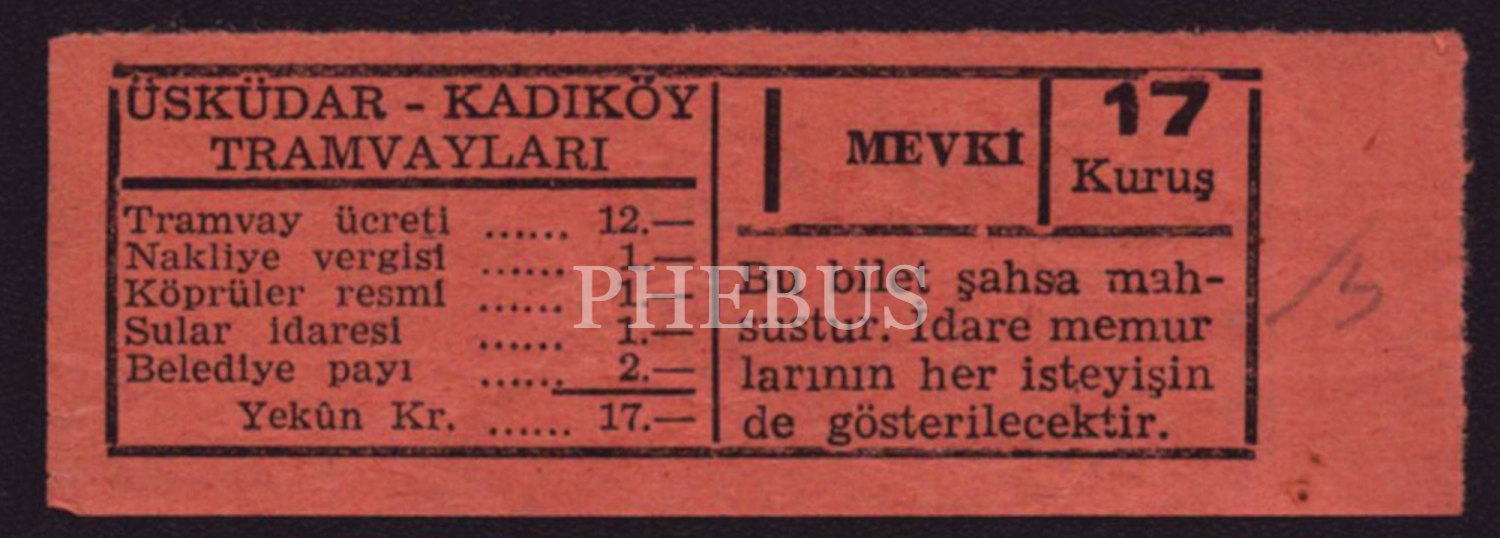 ÜSKÜDAR - KADIKÖY
TRAMVAYLARI
Tramvay ücreti ...... 12.—
Nakliye vergisi ...... 1.—
Köprüler resmi ...... 1.—
Sular idaresi ...... 1.—
Belediye payı ...... 2.—
Yekûn Kr. ...... 17.—
I MEVKİ
17
Kuruş
Bu bilet şahsa mah-
sustur. İdare memur
larının her isteyişin
de gösterilecektir.
PHEBUS